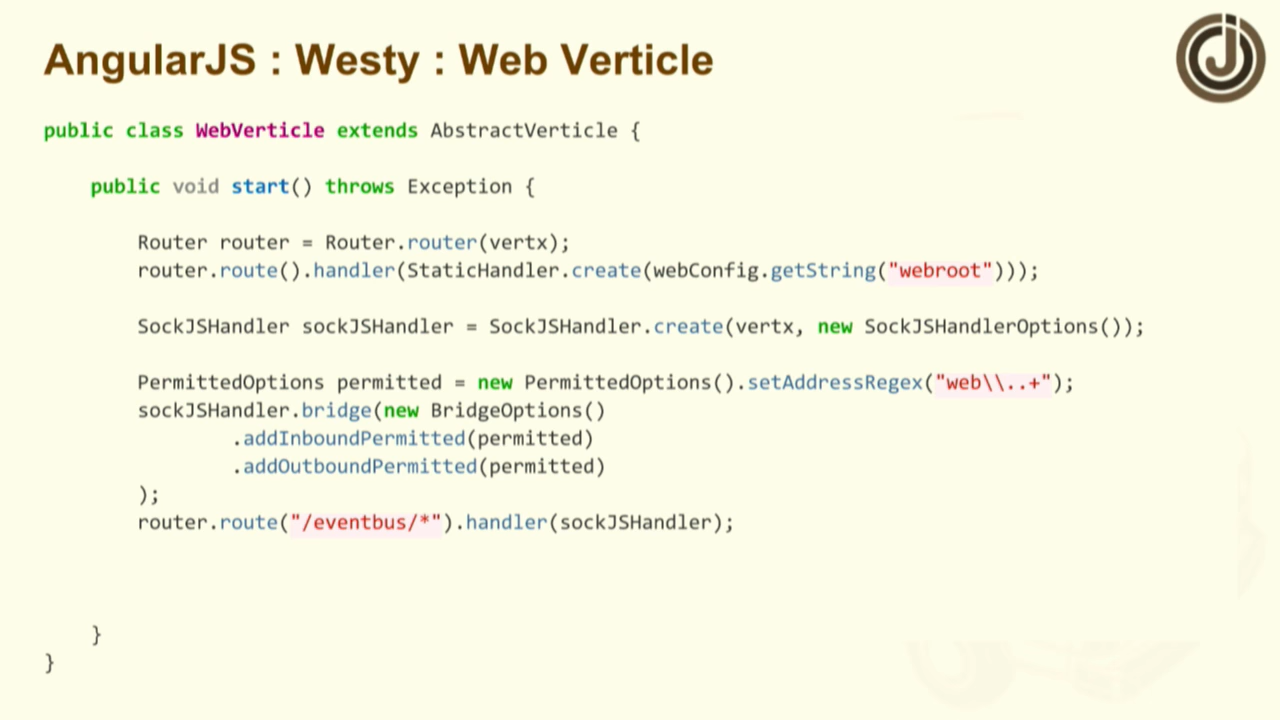 AngularJS : Westy : Web Verticle
public class WebVerticle extends AbstractVerticle {
public void start() throws Exception {
Router router = Router.router(vertx);
router.route().handler(StaticHandler.create(webConfig.getString("webroot")));
SockJSHandler sockJSHandler = SockJSHandler.create(vertx, new SockJSHandlerOptions());
PermittedOptions permitted = new PermittedOptions().setAddressRegex("web\\..+");
sockJSHandler.bridge(new BridgeOptions()
.addInboundPermitted(permitted)
.addOutboundPermitted(permitted)
);
router.route("/eventbus/*").handler(sockJSHandler);
}
}